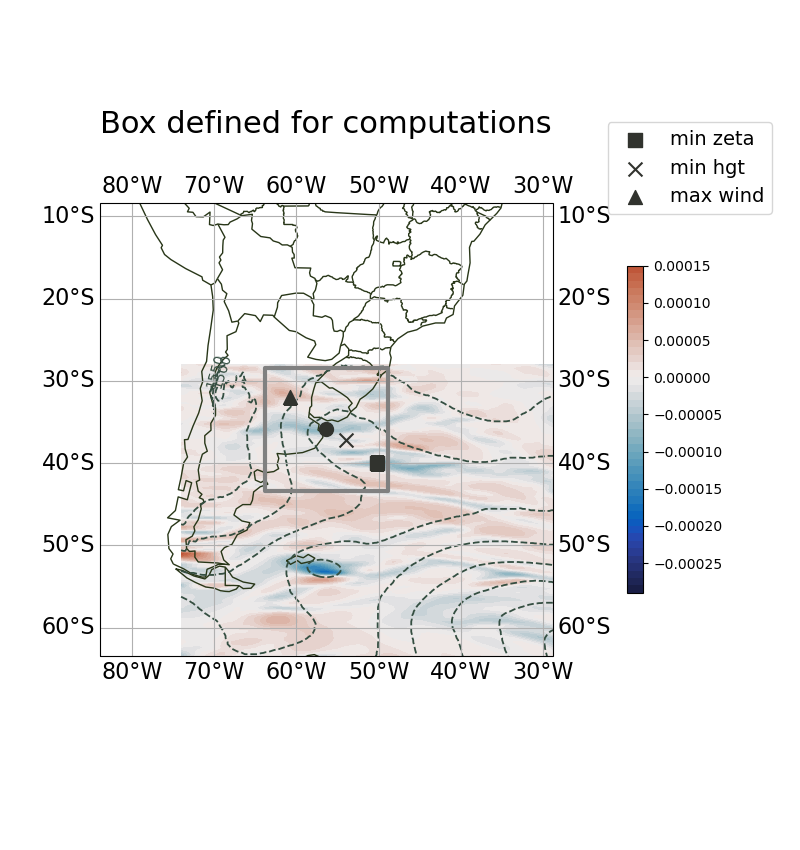 Box defined for computations
min zeta
min hgt
max wind
80°W 70°W 60°W 50°W 40°W 30°W
10°S 10°S
20°S 20°S
30°S 30°S
40°S 40°S
50°S 50°S
60°S 60°S
80°W 70°W 60°W 50°W 40°W 30°W
0.00015
0.00010
0.00005
0.00000
−0.00005
−0.00010
−0.00015
−0.00020
−0.00025